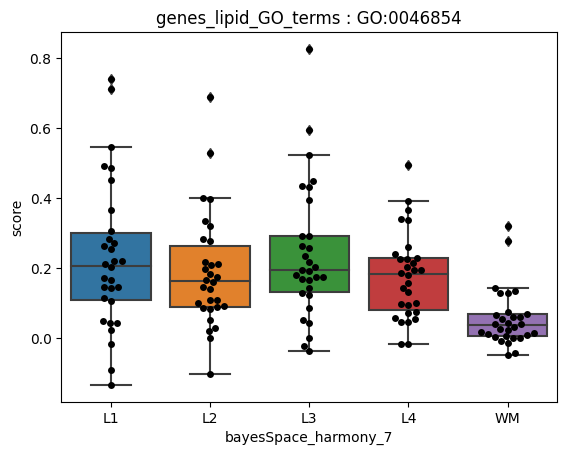 genes_lipid_GO_terms : GO:0046854
0.8
0.6
0.4
0.2
0.0
score
L1 L2 L3 L4 WM
bayesSpace_harmony_7